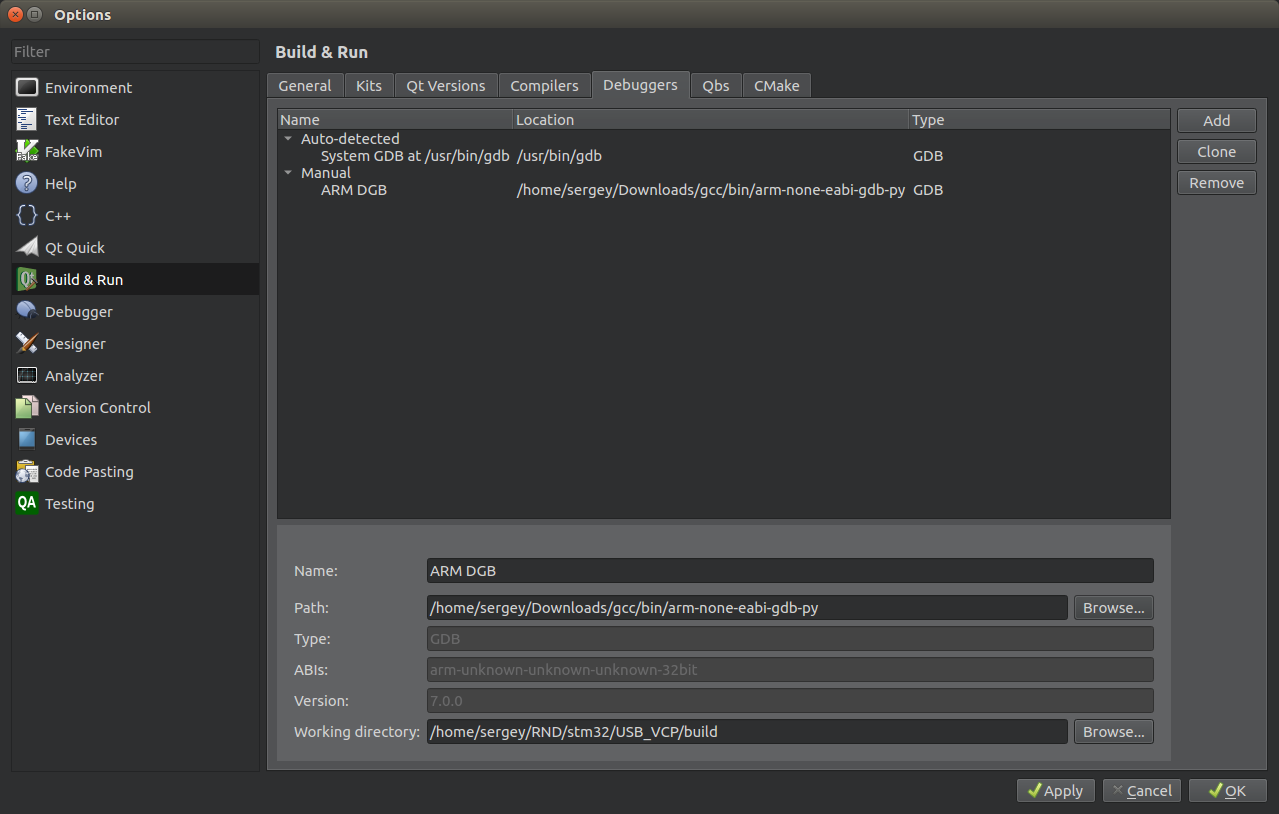 Options
Filter
Environment
Text Editor
FakeVim
Help
C++
Qt Quick
Build & Run
Debugger
Designer
Analyzer
Version Control
Devices
Code Pasting
QA Testing
Build & Run
General Kits Qt Versions Compilers Debuggers Qbs CMake
Name Location Type
Auto-detected
System GDB at /usr/bin/gdb /usr/bin/gdb GDB
Manual
ARM DGB /home/sergey/Downloads/gcc/bin/arm-none-eabi-gdb-py GDB
Add
Clone
Remove
Name: ARM DGB
Path: /home/sergey/Downloads/gcc/bin/arm-none-eabi-gdb-py Browse...
Type: GDB
ABIs: arm-unknown-unknown-unknown-32bit
Version: 7.0.0
Working directory: /home/sergey/RND/stm32/USB_VCP/build Browse...
Apply Cancel OK